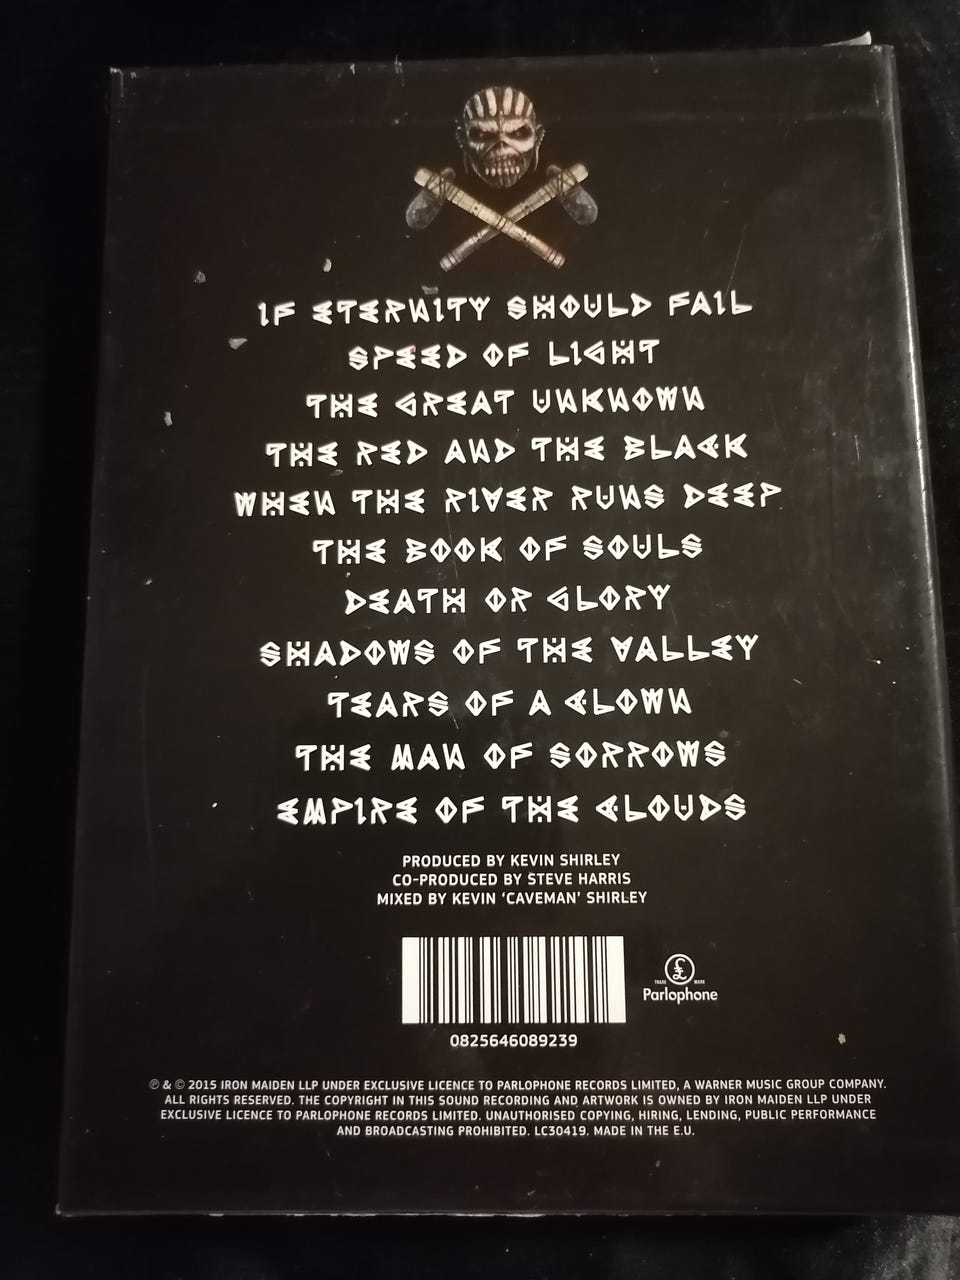 IF ETERNITY SHOULD FAIL
SPEED OF LIGHT
THE GREAT UNKNOWN
THE RED AND THE BLACK
WHEN THE RIVER RUNS DEEP
THE BOOK OF SOULS
DEATH OR GLORY
SHADOWS OF THE VALLEY
TEARS OF A CLOWN
THE MAN OF SORROWS
EMPIRE OF THE CLOUDS
PRODUCED BY KEVIN SHIRLEY
CO-PRODUCED BY STEVE HARRIS
MIXED BY KEVIN ‘CAVEMAN’ SHIRLEY
£
TRADE MARK
Parlophone
0825646089239
℗ & © 2015 IRON MAIDEN LLP UNDER EXCLUSIVE LICENCE TO PARLOPHONE RECORDS LIMITED, A WARNER MUSIC GROUP COMPANY.
ALL RIGHTS RESERVED. THE COPYRIGHT IN THIS SOUND RECORDING AND ARTWORK IS OWNED BY IRON MAIDEN LLP UNDER
EXCLUSIVE LICENCE TO PARLOPHONE RECORDS LIMITED. UNAUTHORISED COPYING, HIRING, LENDING, PUBLIC PERFORMANCE
AND BROADCASTING PROHIBITED. LC30419. MADE IN THE E.U.